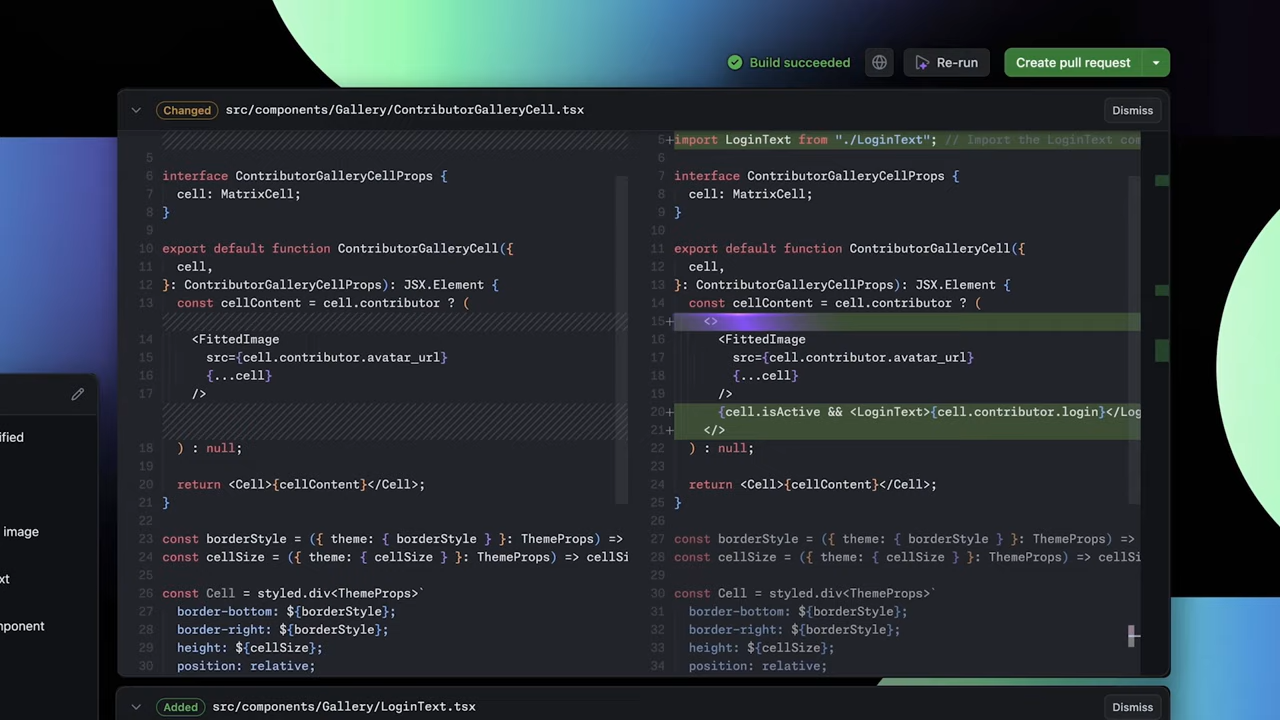 Build succeeded
Re-run
Create pull request
Changed src/components/Gallery/ContributorGalleryCell.tsx
Dismiss
5
6 interface ContributorGalleryCellProps {
7 cell: MatrixCell;
8 }
9
10 export default function ContributorGalleryCell({
11 cell,
12 }: ContributorGalleryCellProps): JSX.Element {
13 const cellContent = cell.contributor ? (
14 <FittedImage
15 src={cell.contributor.avatar_url}
16 {...cell}
17 />
18 ) : null;
19
20 return <Cell>{cellContent}</Cell>;
21 }
22
23 const borderStyle = ({ theme: { borderStyle } }: ThemeProps) =>
24 const cellSize = ({ theme: { cellSize } }: ThemeProps) => cellSi
25
26 const Cell = styled.div<ThemeProps>`
27 border-bottom: ${borderStyle};
28 border-right: ${borderStyle};
29 height: ${cellSize};
30 position: relative;
5+ import LoginText from "./LoginText"; // Import the LoginText com
6
7 interface ContributorGalleryCellProps {
8 cell: MatrixCell;
9 }
10
11 export default function ContributorGalleryCell({
12 cell,
13 }: ContributorGalleryCellProps): JSX.Element {
14 const cellContent = cell.contributor ? (
15+ <>
16 <FittedImage
17 src={cell.contributor.avatar_url}
18 {...cell}
19 />
20+ {cell.isActive && <LoginText>{cell.contributor.login}</Log
21+ </>
22 ) : null;
23
24 return <Cell>{cellContent}</Cell>;
25 }
26
27 const borderStyle = ({ theme: { borderStyle } }: ThemeProps) =>
28 const cellSize = ({ theme: { cellSize } }: ThemeProps) => cellSi
29
30 const Cell = styled.div<ThemeProps>`
31 border-bottom: ${borderStyle};
32 border-right: ${borderStyle};
33 height: ${cellSize};
34 position: relative;
ified
image
xt
mponent
Added src/components/Gallery/LoginText.tsx
Dismiss